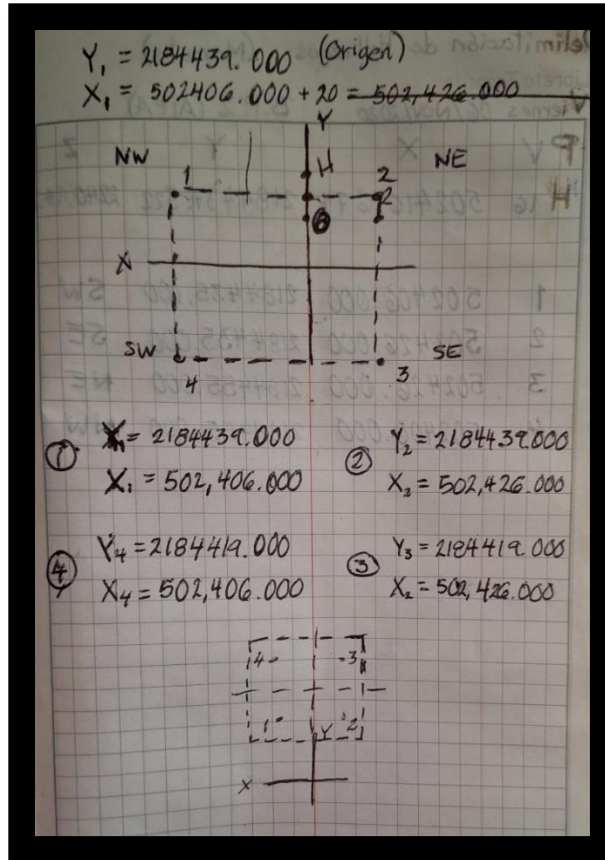 Y₁ = 2184439.000 (Origen)
X₁ = 502406.000 + 20 = 502,426.000
Y
NW H NE
1 2
2
6
X
SW SE
4 3
① X₁ = 2184439.000
X₁ = 502,406.000
② Y₂ = 2184439.000
X₂ = 502,426.000
④ Y₄ = 2184419.000
X₄ = 502,406.000
③ Y₃ = 2184419.000
X₂ = 502,426.000
4 3
1 2
Y
X